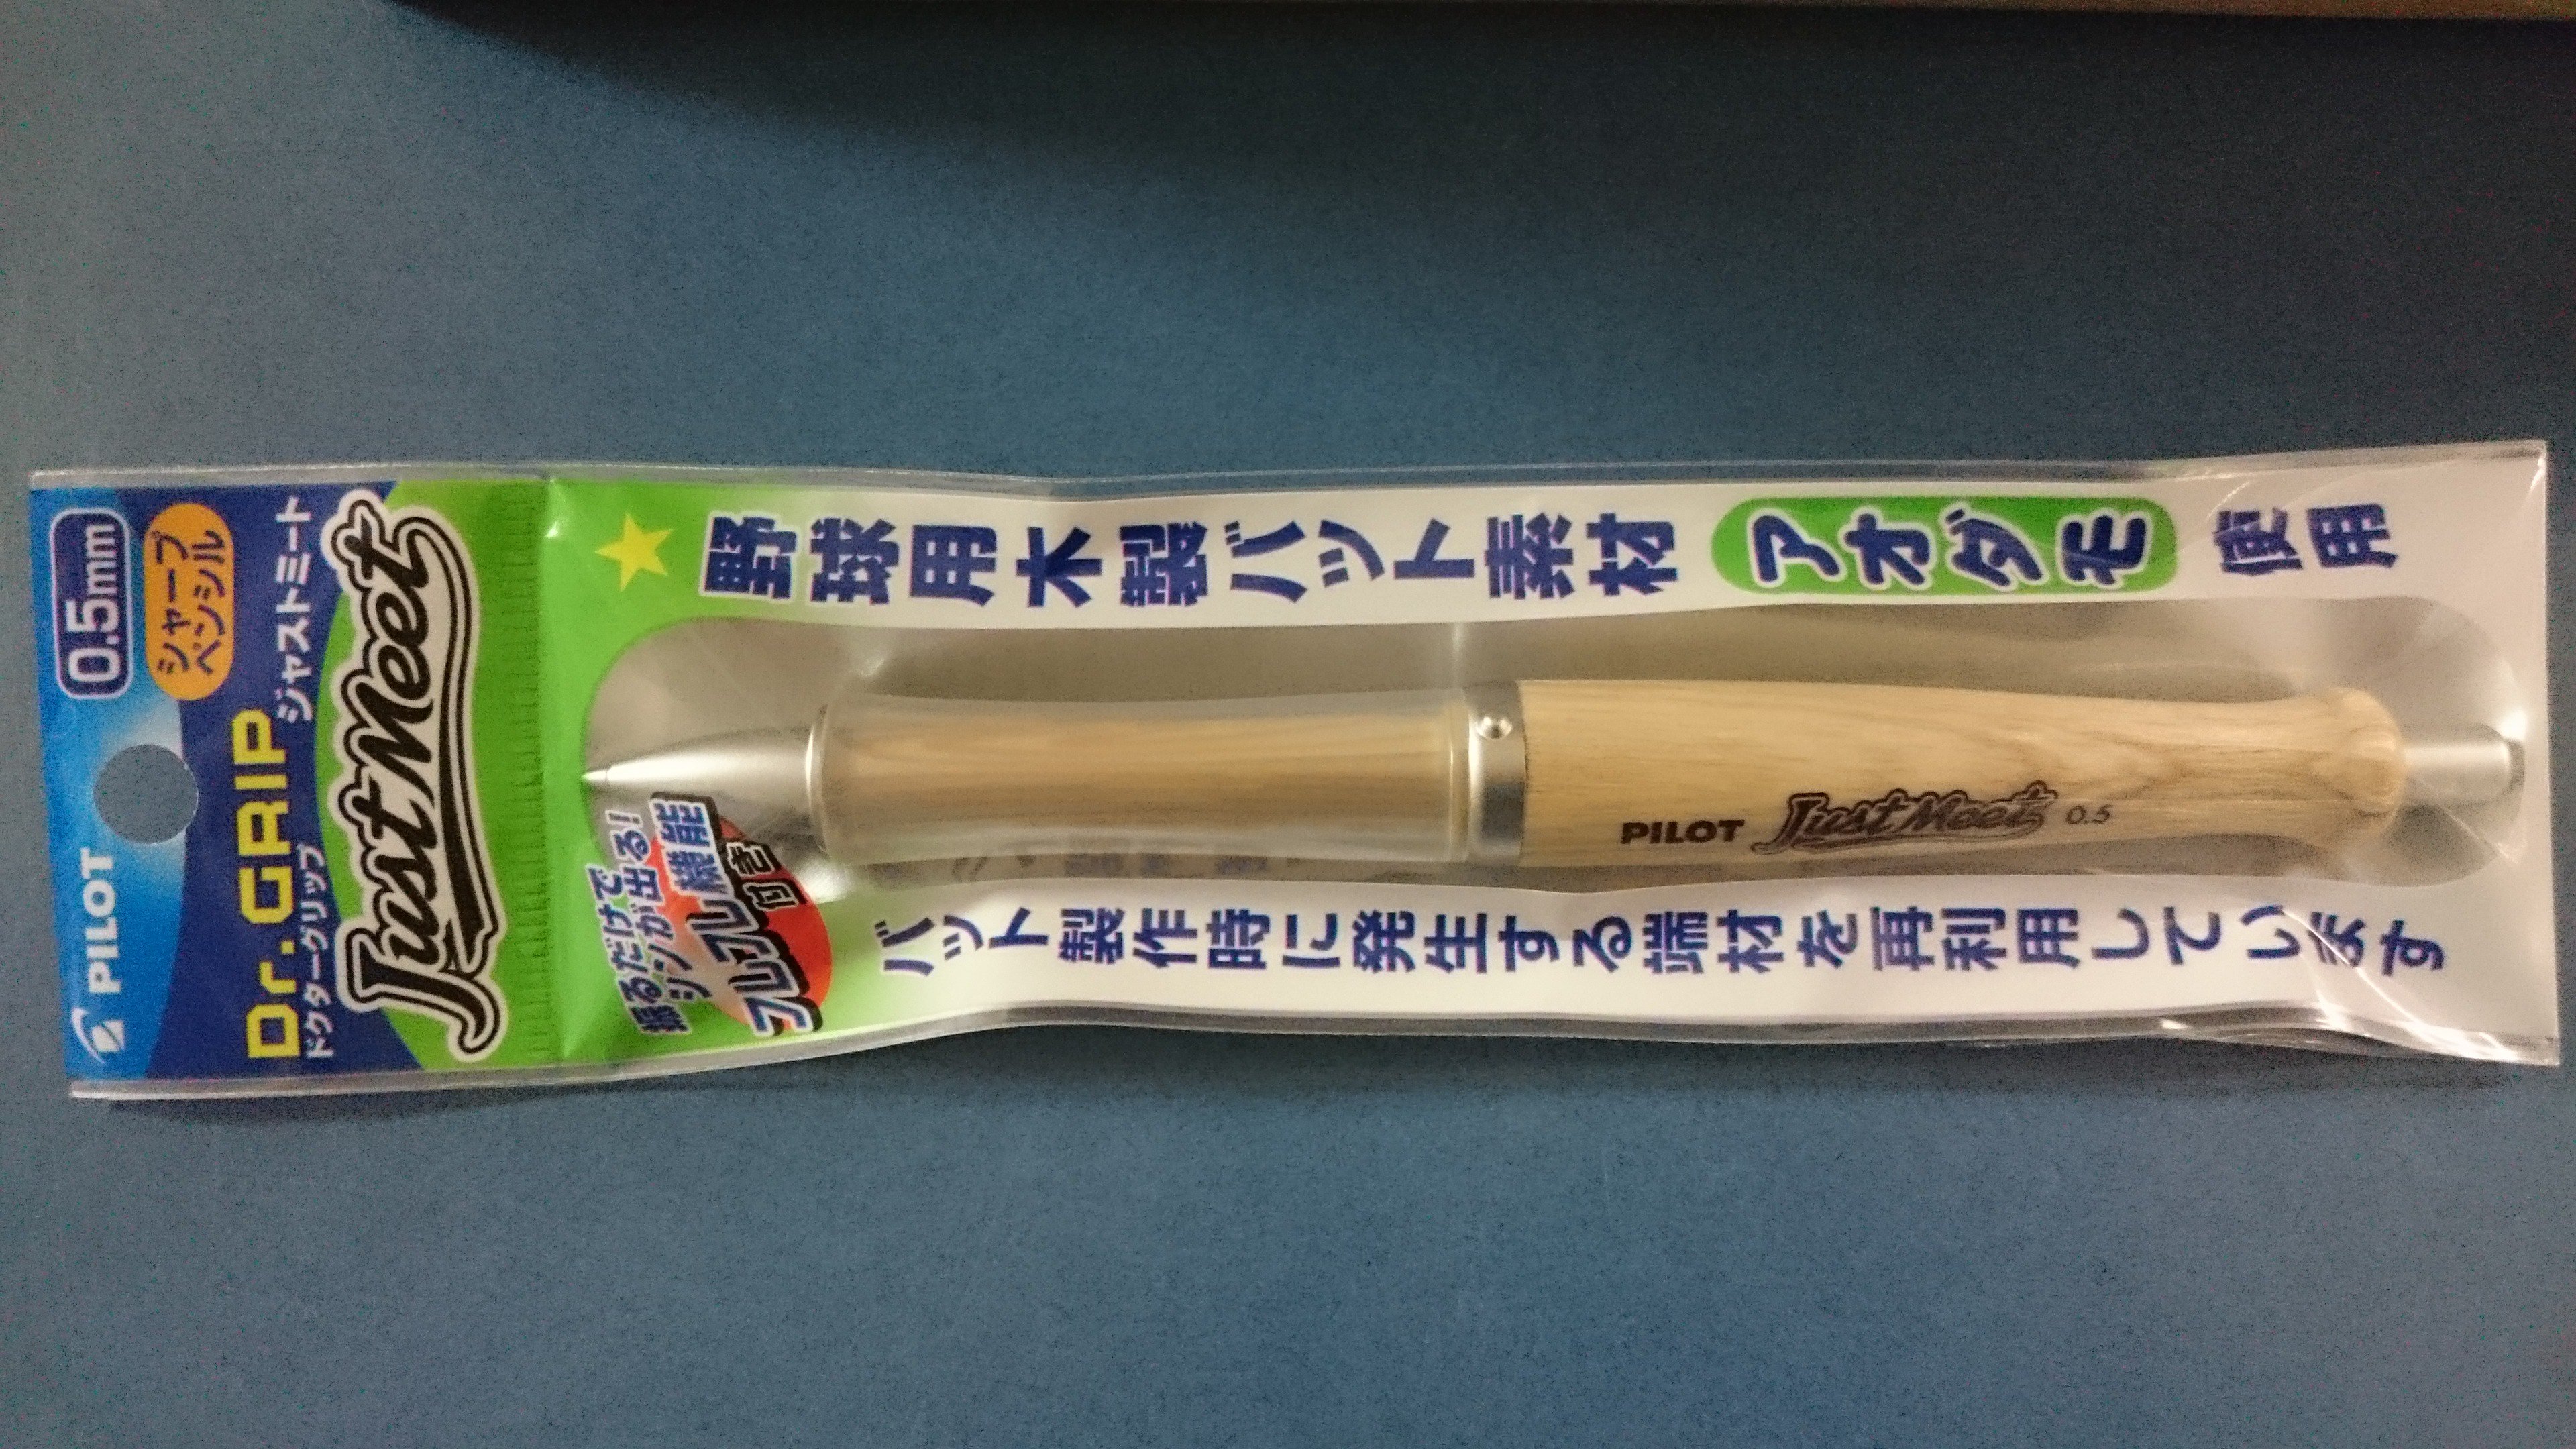 PILOT
0.5mm
シャープ
ペンシル
Dr.GRIP
ドクターグリップ
ジャストミート
Just Meet
振るだけで
シンが出る!
フレフレ機能
付き
野球用木製バット素材 アオダモ 使用
バット製作時に発生する端材を再利用しています
PILOT Just Meet 0.5